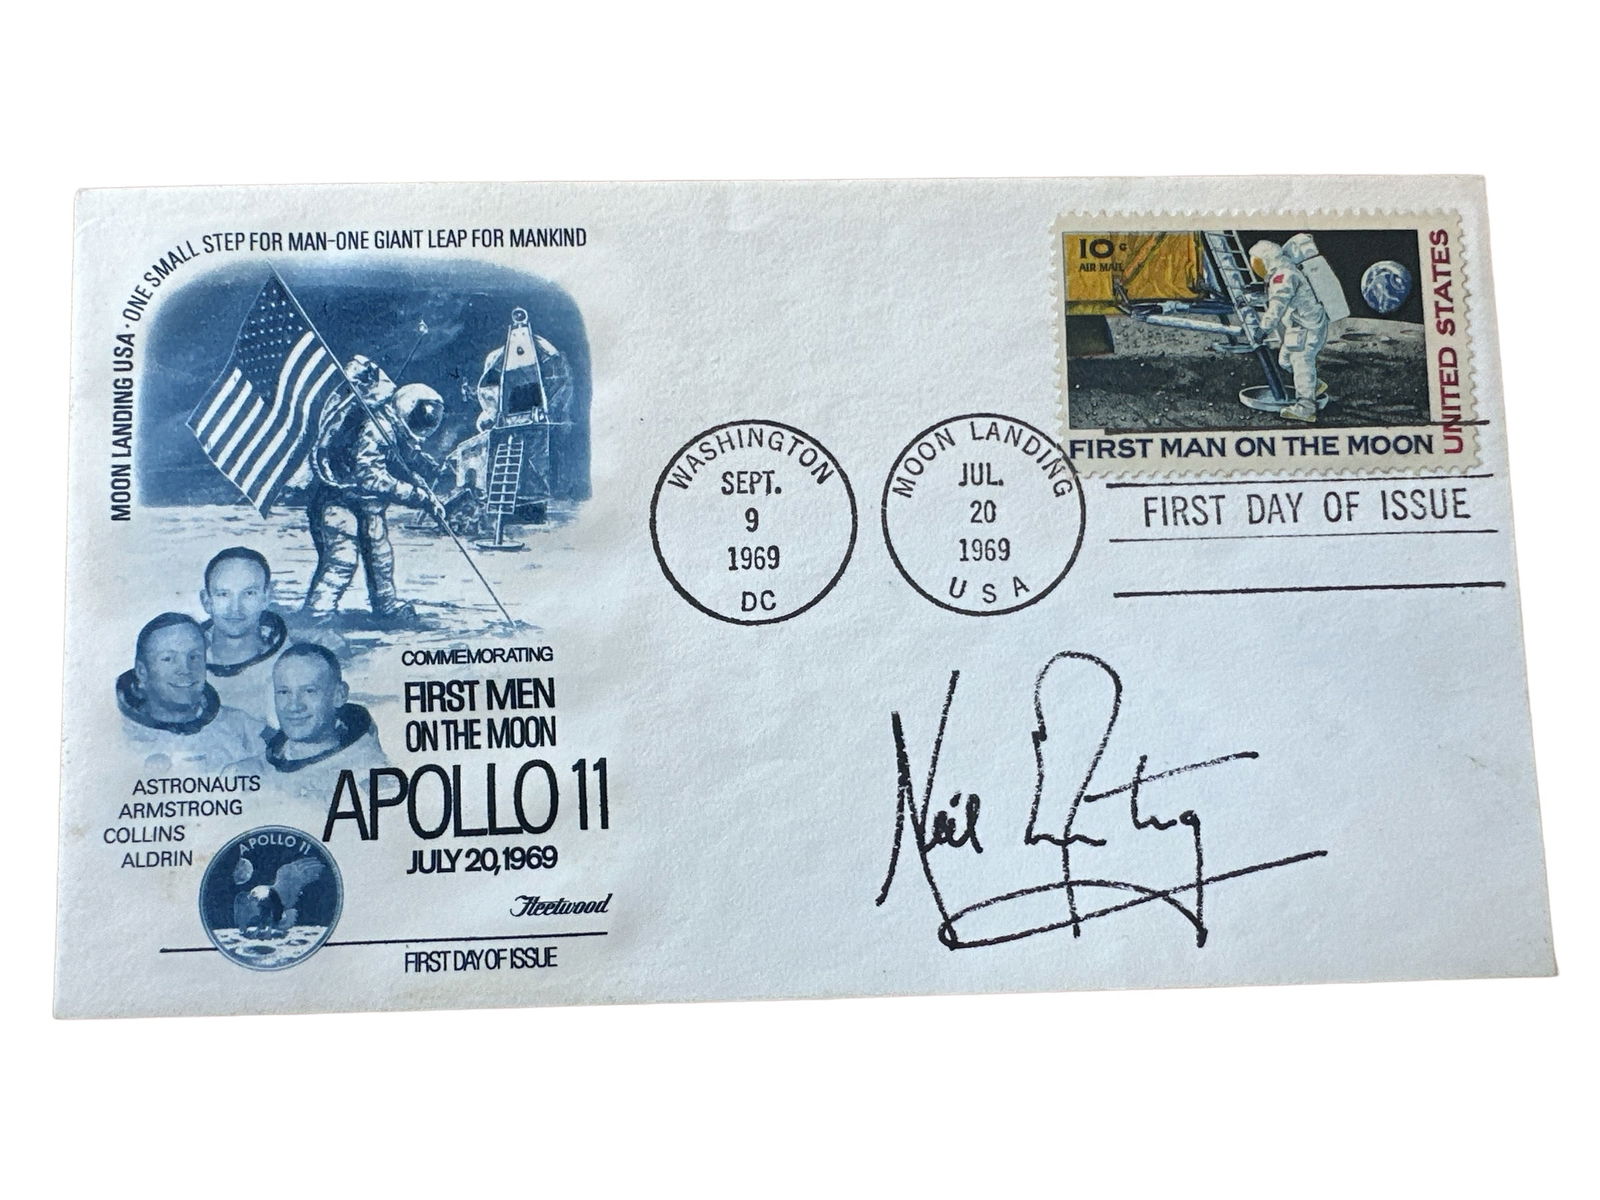 MOON LANDING USA · ONE SMALL STEP FOR MAN-ONE GIANT LEAP FOR MANKIND
COMMEMORATING
FIRST MEN
ON THE MOON
APOLLO 11
JULY 20, 1969
ASTRONAUTS
ARMSTRONG
COLLINS
ALDRIN
APOLLO 11
Fleetwood
FIRST DAY OF ISSUE
WASHINGTON
SEPT.
9
1969
DC
MOON LANDING
JUL.
20
1969
USA
10c
AIR MAIL
UNITED STATES
FIRST MAN ON THE MOON
FIRST DAY OF ISSUE
Neil Armstrong